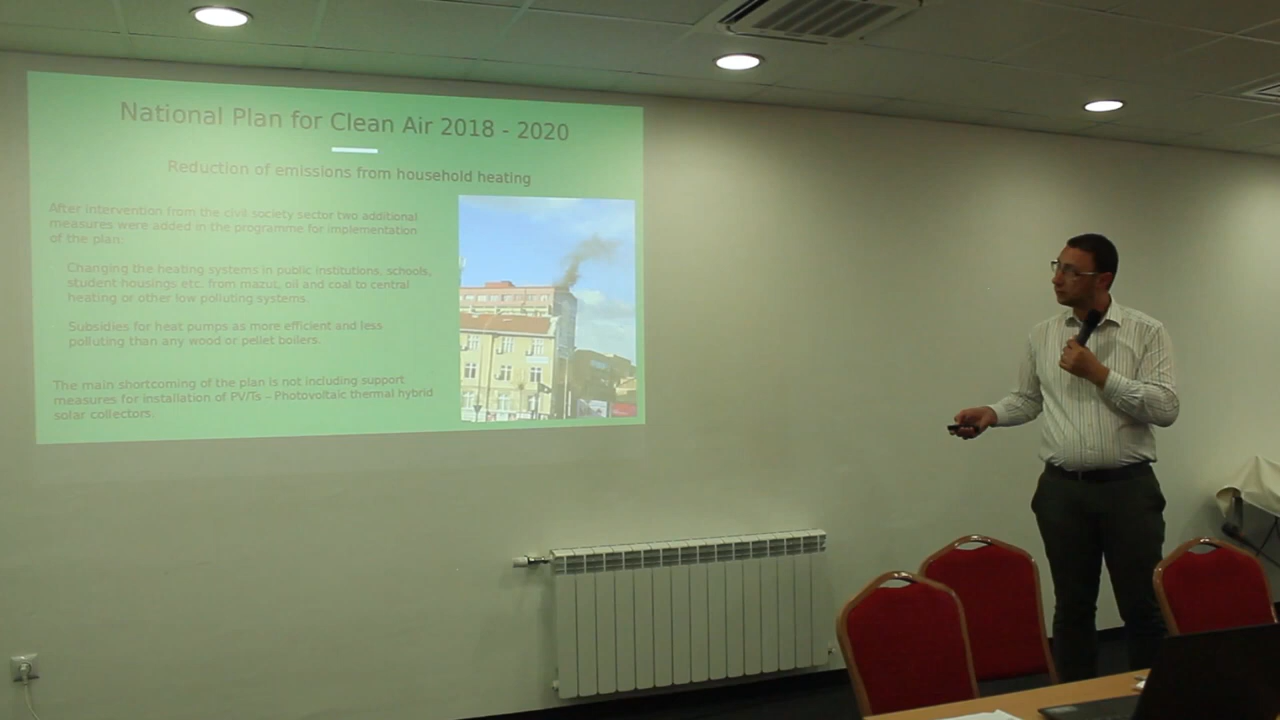 National Plan for Clean Air 2018 - 2020
Reduction of emissions from household heating
After intervention from the civil society sector two additional
measures were added in the programme for implementation
of the plan:
Changing the heating systems in public institutions, schools,
student housings etc. from mazut, oil and coal to central
heating or other low polluting systems.
Subsidies for heat pumps as more efficient and less
polluting than any wood or pellet boilers.
The main shortcoming of the plan is not including support
measures for installation of PV/Ts – Photovoltaic thermal hybrid
solar collectors.